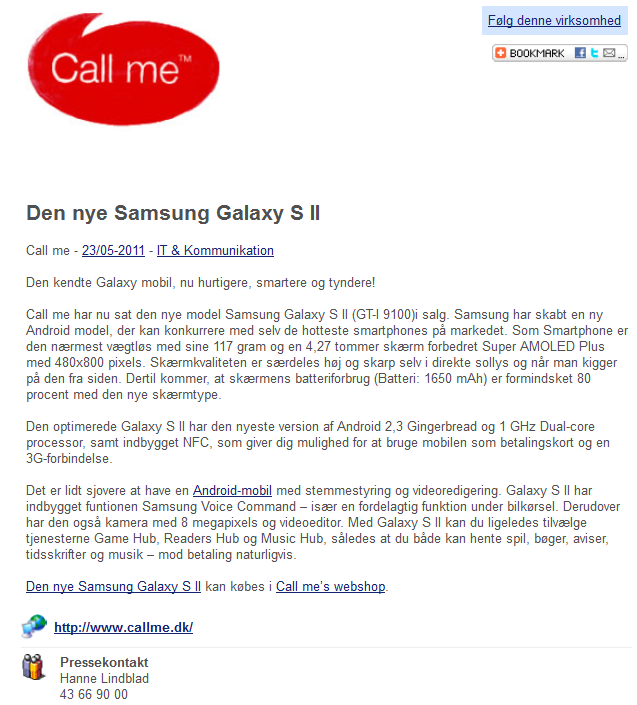 Følg denne virksomhed
Call me™
BOOKMARK ...
Den nye Samsung Galaxy S II
Call me - 23/05-2011 - IT & Kommunikation
Den kendte Galaxy mobil, nu hurtigere, smartere og tyndere!
Call me har nu sat den nye model Samsung Galaxy S II (GT-I 9100)i salg. Samsung har skabt en ny
Android model, der kan konkurrere med selv de hotteste smartphones på markedet. Som Smartphone er
den nærmest vægtløs med sine 117 gram og en 4,27 tommer skærm forbedret Super AMOLED Plus
med 480x800 pixels. Skærmkvaliteten er særdeles høj og skarp selv i direkte sollys og når man kigger
på den fra siden. Dertil kommer, at skærmens batteriforbrug (Batteri: 1650 mAh) er formindsket 80
procent med den nye skærmtype.
Den optimerede Galaxy S II har den nyeste version af Android 2,3 Gingerbread og 1 GHz Dual-core
processor, samt indbygget NFC, som giver dig mulighed for at bruge mobilen som betalingskort og en
3G-forbindelse.
Det er lidt sjovere at have en Android-mobil med stemmestyring og videoredigering. Galaxy S II har
indbygget funtionen Samsung Voice Command – især en fordelagtig funktion under bilkørsel. Derudover
har den også kamera med 8 megapixels og videoeditor. Med Galaxy S II kan du ligeledes tilvælge
tjenesterne Game Hub, Readers Hub og Music Hub, således at du både kan hente spil, bøger, aviser,
tidsskrifter og musik – mod betaling naturligvis.
Den nye Samsung Galaxy S II kan købes i Call me's webshop.
http://www.callme.dk/
Pressekontakt
Hanne Lindblad
43 66 90 00